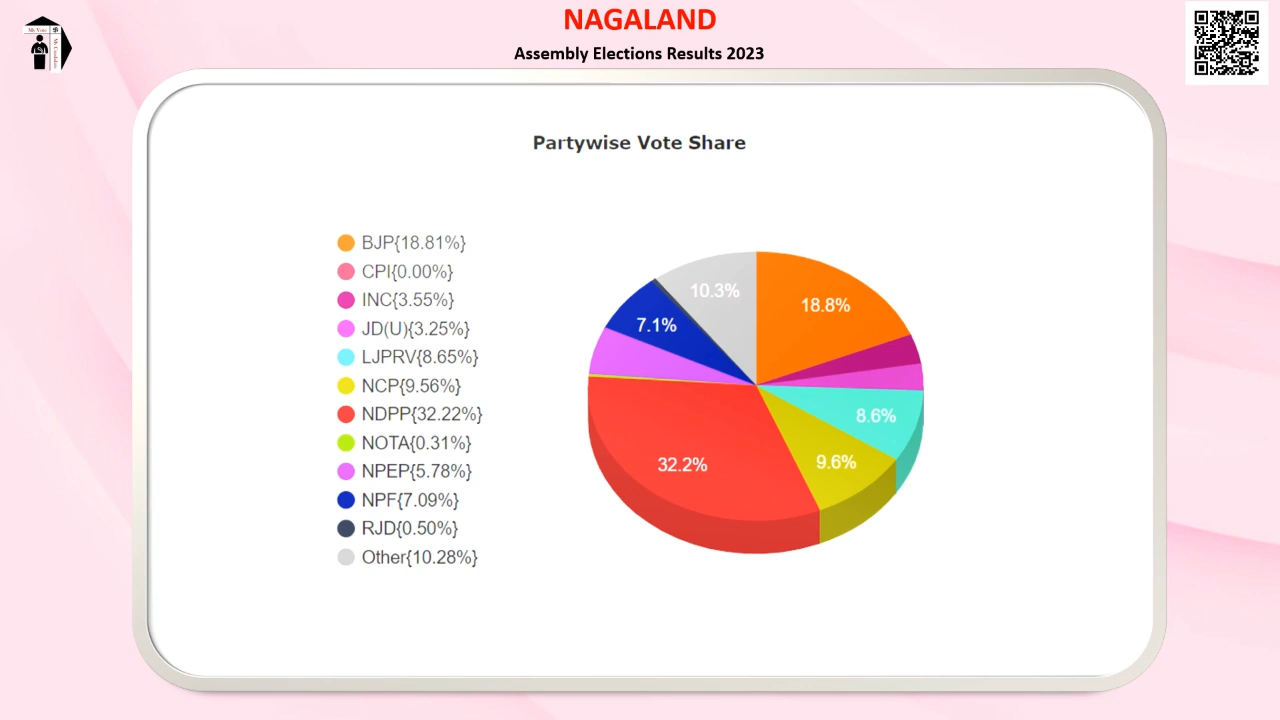 NAGALAND
Assembly Elections Results 2023
My Vote
Partywise Vote Share
BJP{18.81%}
CPI{0.00%}
INC{3.55%}
JD(U){3.25%}
LJPRV{8.65%}
NCP{9.56%}
NDPP{32.22%}
NOTA{0.31%}
NPEP{5.78%}
NPF{7.09%}
RJD{0.50%}
Other{10.28%}
10.3%
18.8%
7.1%
8.6%
9.6%
32.2%